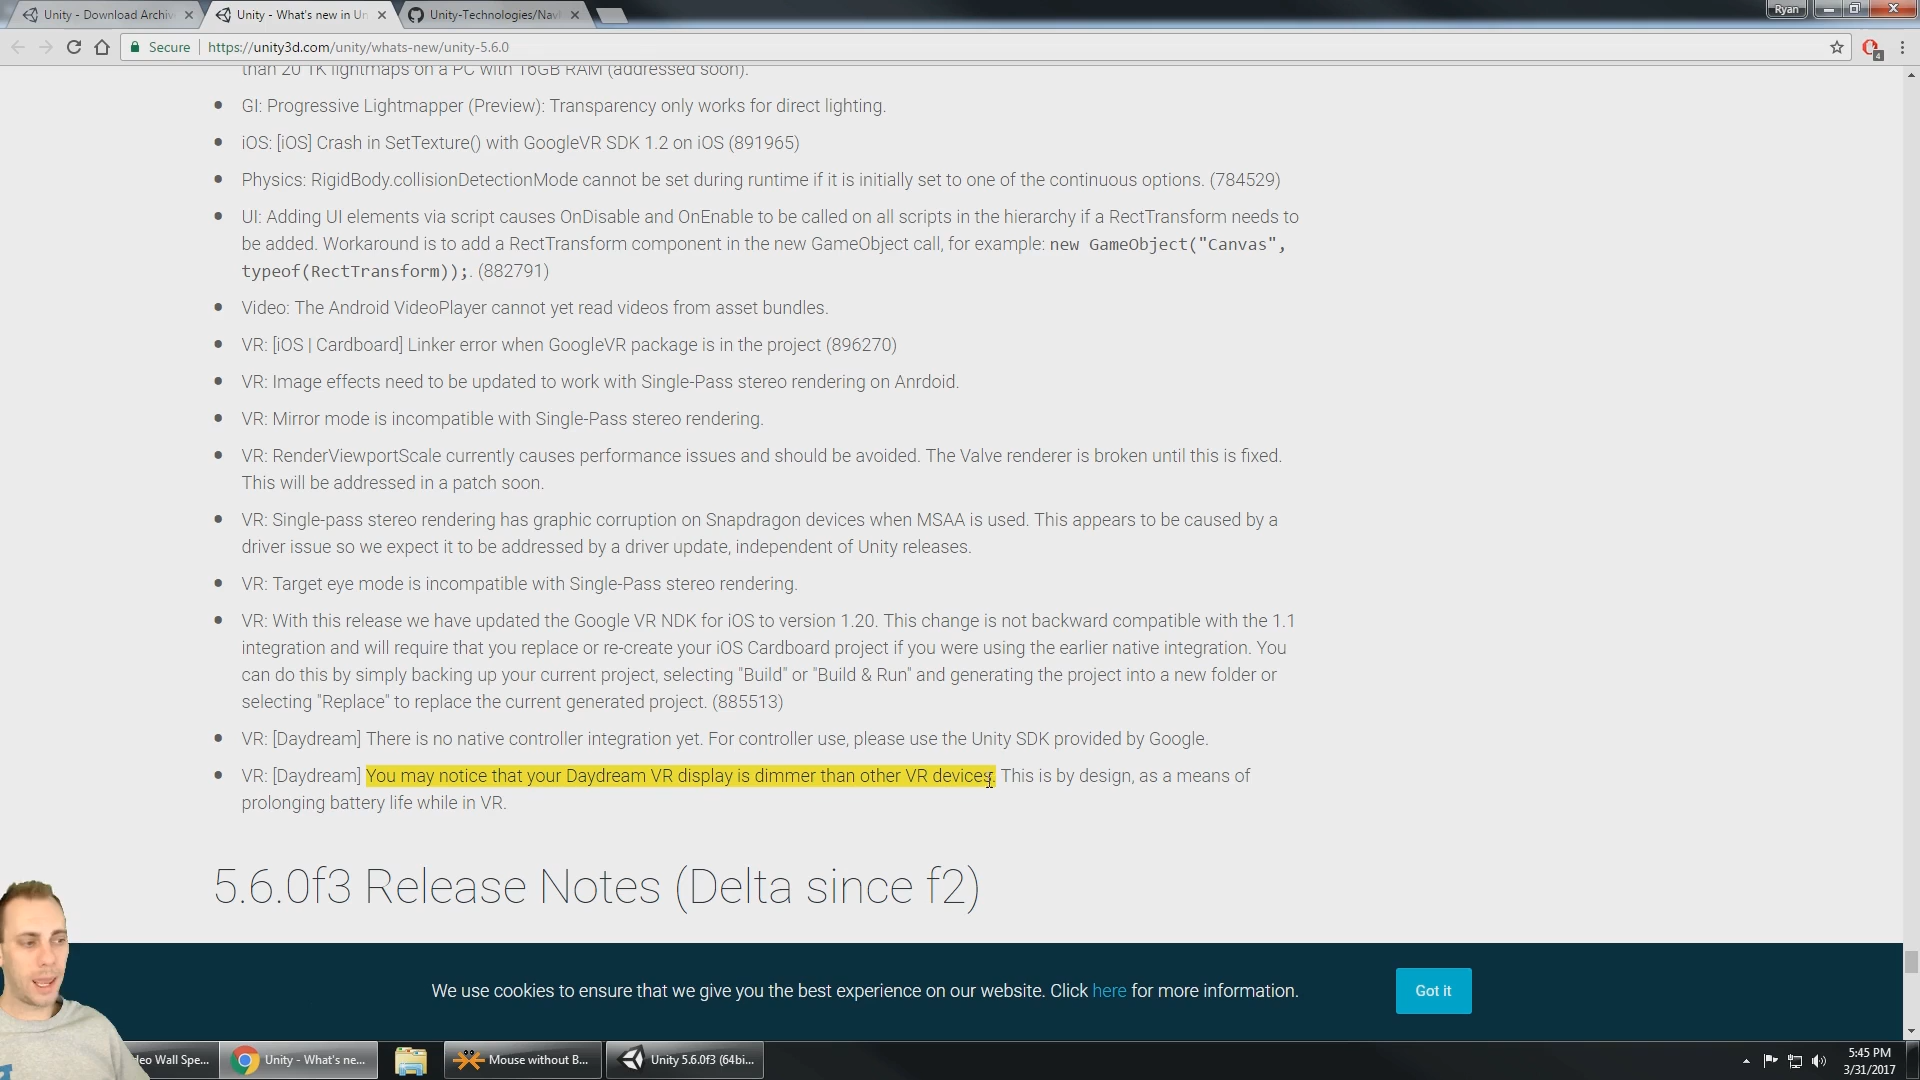 Unity - Download Archiv
Unity - What's new in Un
Unity-Technologies/Nav
Ryan
Secure
https://unity3d.com/unity/whats-new/unity-5.6.0
4
than 20 1K lightmaps on a PC with 16GB RAM (addressed soon).
GI: Progressive Lightmapper (Preview): Transparency only works for direct lighting.
iOS: [iOS] Crash in SetTexture() with GoogleVR SDK 1.2 on iOS (891965)
Physics: RigidBody.collisionDetectionMode cannot be set during runtime if it is initially set to one of the continuous options. (784529)
UI: Adding UI elements via script causes OnDisable and OnEnable to be called on all scripts in the hierarchy if a RectTransform needs to
be added. Workaround is to add a RectTransform component in the new GameObject call, for example: new GameObject("Canvas",
typeof(RectTransform));. (882791)
Video: The Android VideoPlayer cannot yet read videos from asset bundles.
VR: [iOS | Cardboard] Linker error when GoogleVR package is in the project (896270)
VR: Image effects need to be updated to work with Single-Pass stereo rendering on Anrdoid.
VR: Mirror mode is incompatible with Single-Pass stereo rendering.
VR: RenderViewportScale currently causes performance issues and should be avoided. The Valve renderer is broken until this is fixed.
This will be addressed in a patch soon.
VR: Single-pass stereo rendering has graphic corruption on Snapdragon devices when MSAA is used. This appears to be caused by a
driver issue so we expect it to be addressed by a driver update, independent of Unity releases.
VR: Target eye mode is incompatible with Single-Pass stereo rendering.
VR: With this release we have updated the Google VR NDK for iOS to version 1.20. This change is not backward compatible with the 1.1
integration and will require that you replace or re-create your iOS Cardboard project if you were using the earlier native integration. You
can do this by simply backing up your current project, selecting "Build" or "Build & Run" and generating the project into a new folder or
selecting "Replace" to replace the current generated project. (885513)
VR: [Daydream] There is no native controller integration yet. For controller use, please use the Unity SDK provided by Google.
VR: [Daydream] You may notice that your Daydream VR display is dimmer than other VR devices. This is by design, as a means of
prolonging battery life while in VR.
5.6.0f3 Release Notes (Delta since f2)
We use cookies to ensure that we give you the best experience on our website. Click here for more information.
Got it
deo Wall Spe...
Unity - What's ne...
Mouse without B...
Unity 5.6.0f3 (64bi...
5:45 PM
3/31/2017